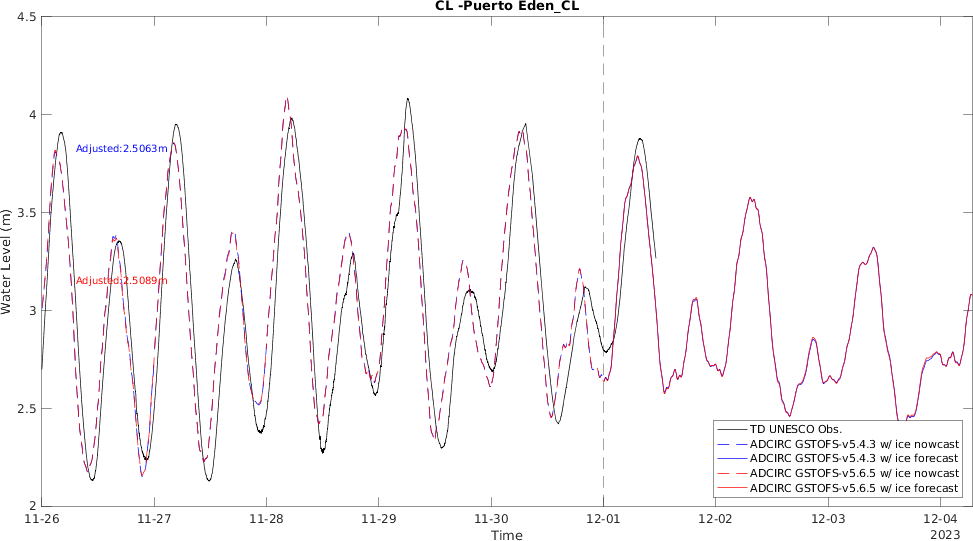 CL -Puerto Eden_CL
4.5
4
3.5
3
2.5
2
Water Level (m)
Adjusted:2.5063m
Adjusted:2.5089m
TD UNESCO Obs.
ADCIRC GSTOFS-v5.4.3 w/ ice nowcast
ADCIRC GSTOFS-v5.4.3 w/ ice forecast
ADCIRC GSTOFS-v5.6.5 w/ ice nowcast
ADCIRC GSTOFS-v5.6.5 w/ ice forecast
11-26 11-27 11-28 11-29 11-30 12-01 12-02 12-03 12-04
Time
2023